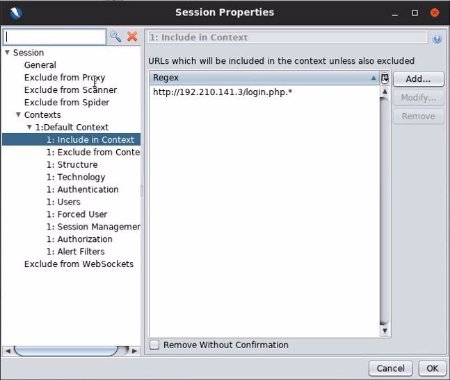 Session Properties
Session
General
Exclude from Proxy
Exclude from Scanner
Exclude from Spider
Contexts
1:Default Context
1: Include in Context
1: Exclude from Conte
1: Structure
1: Technology
1: Authentication
1: Users
1: Forced User
1: Session Managemer
1: Authorization
1: Alert Filters
Exclude from WebSockets
1: Include in Context
URLs which will be included in the context unless also excluded
Regex
http://192.210.141.3/login.php.*
Add...
Modify...
Remove
Remove Without Confirmation
Cancel
OK